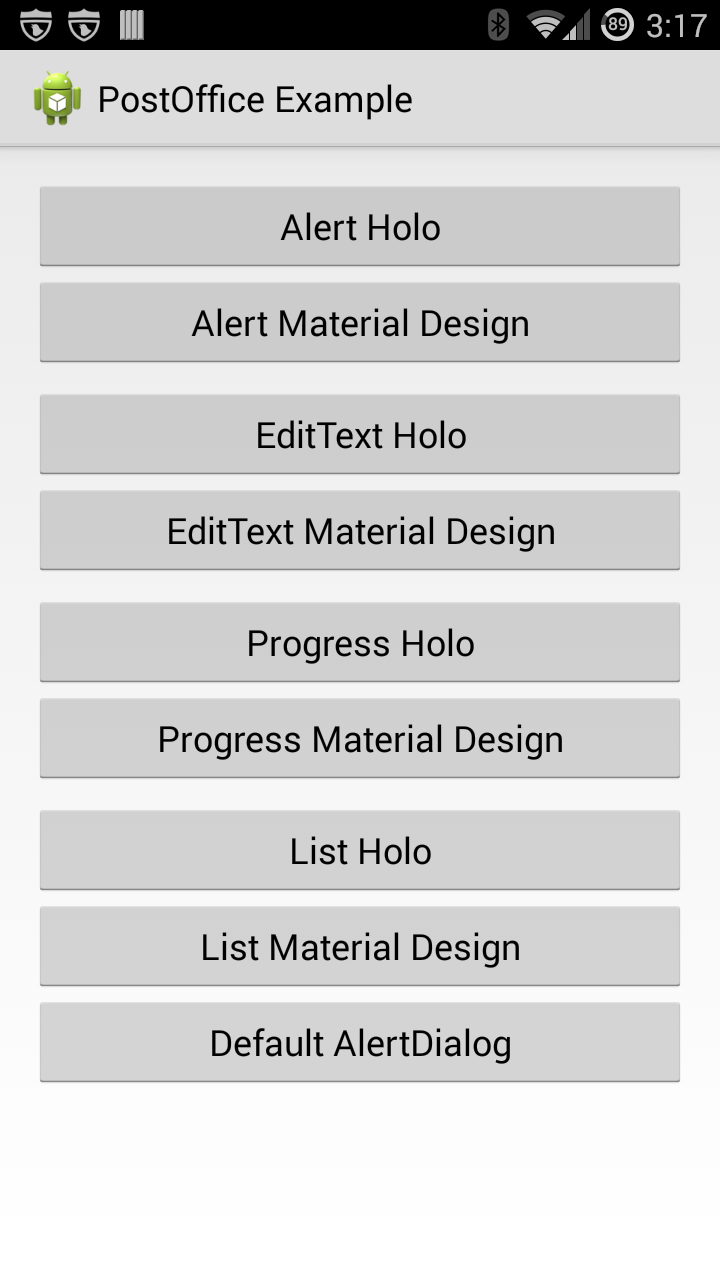 89 3:17
PostOffice Example
Alert Holo
Alert Material Design
EditText Holo
EditText Material Design
Progress Holo
Progress Material Design
List Holo
List Material Design
Default AlertDialog